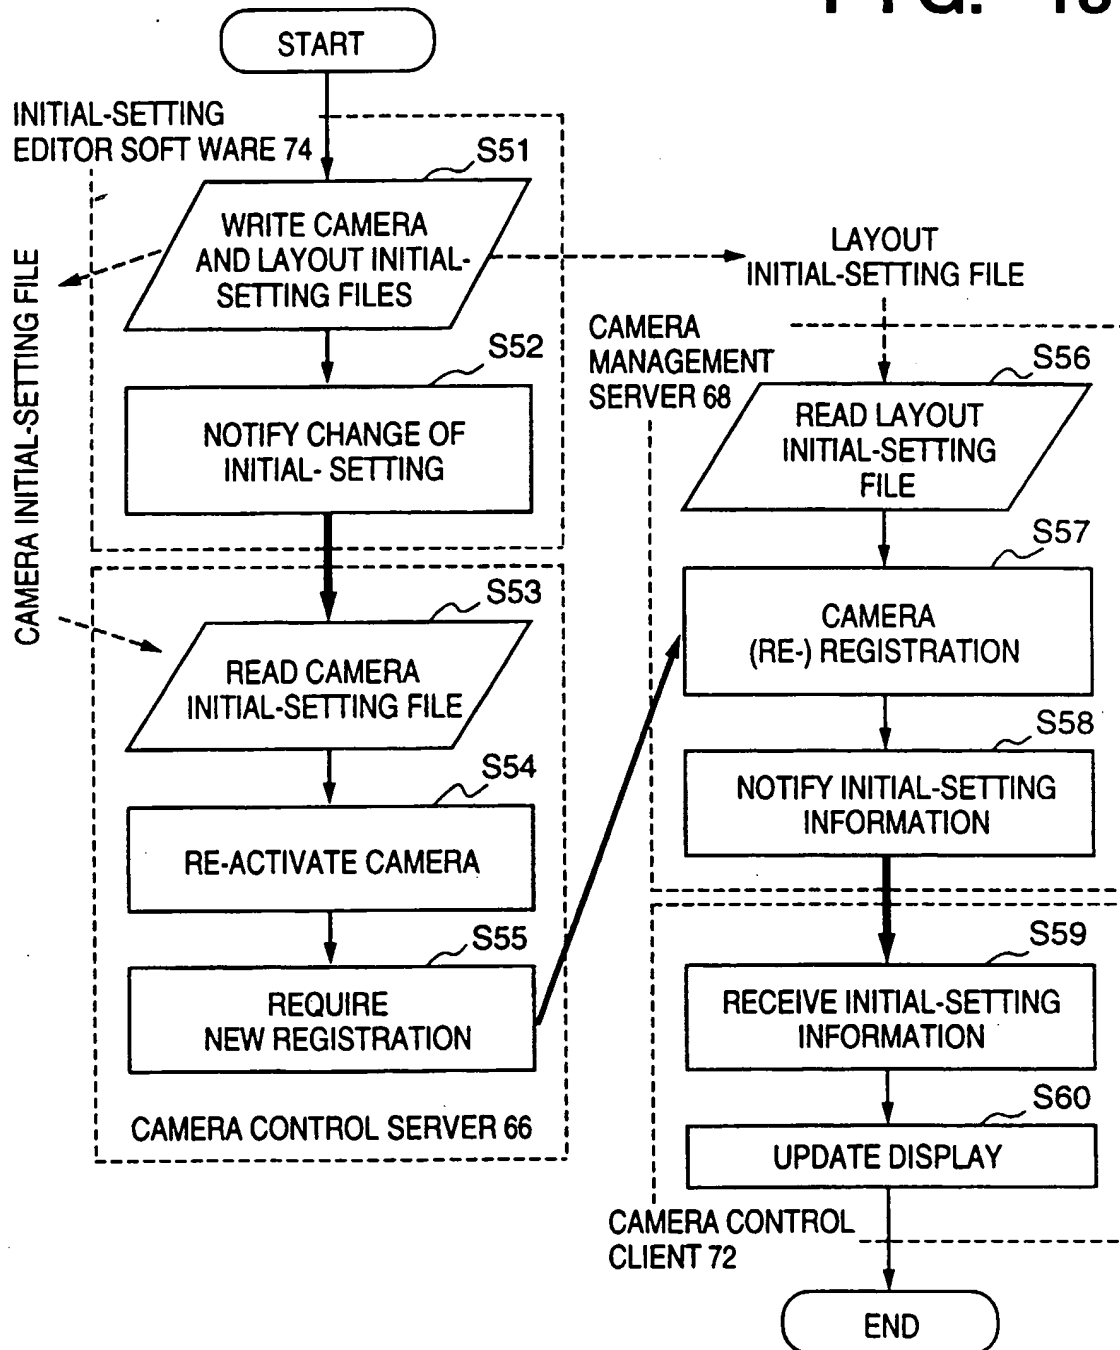 FIG.
START
INITIAL-SETTING
EDITOR SOFT WARE 74
S51
WRITE CAMERA
AND LAYOUT INITIAL-
SETTING FILES
CAMERA INITIAL-SETTING FILE
S52
NOTIFY CHANGE OF
INITIAL- SETTING
S53
READ CAMERA
INITIAL-SETTING FILE
S54
RE-ACTIVATE CAMERA
S55
REQUIRE
NEW REGISTRATION
CAMERA CONTROL SERVER 66
LAYOUT
INITIAL-SETTING FILE
CAMERA
MANAGEMENT
SERVER 68
S56
READ LAYOUT
INITIAL-SETTING
FILE
S57
CAMERA
(RE-) REGISTRATION
S58
NOTIFY INITIAL-SETTING
INFORMATION
S59
RECEIVE INITIAL-SETTING
INFORMATION
S60
UPDATE DISPLAY
CAMERA CONTROL
CLIENT 72
END